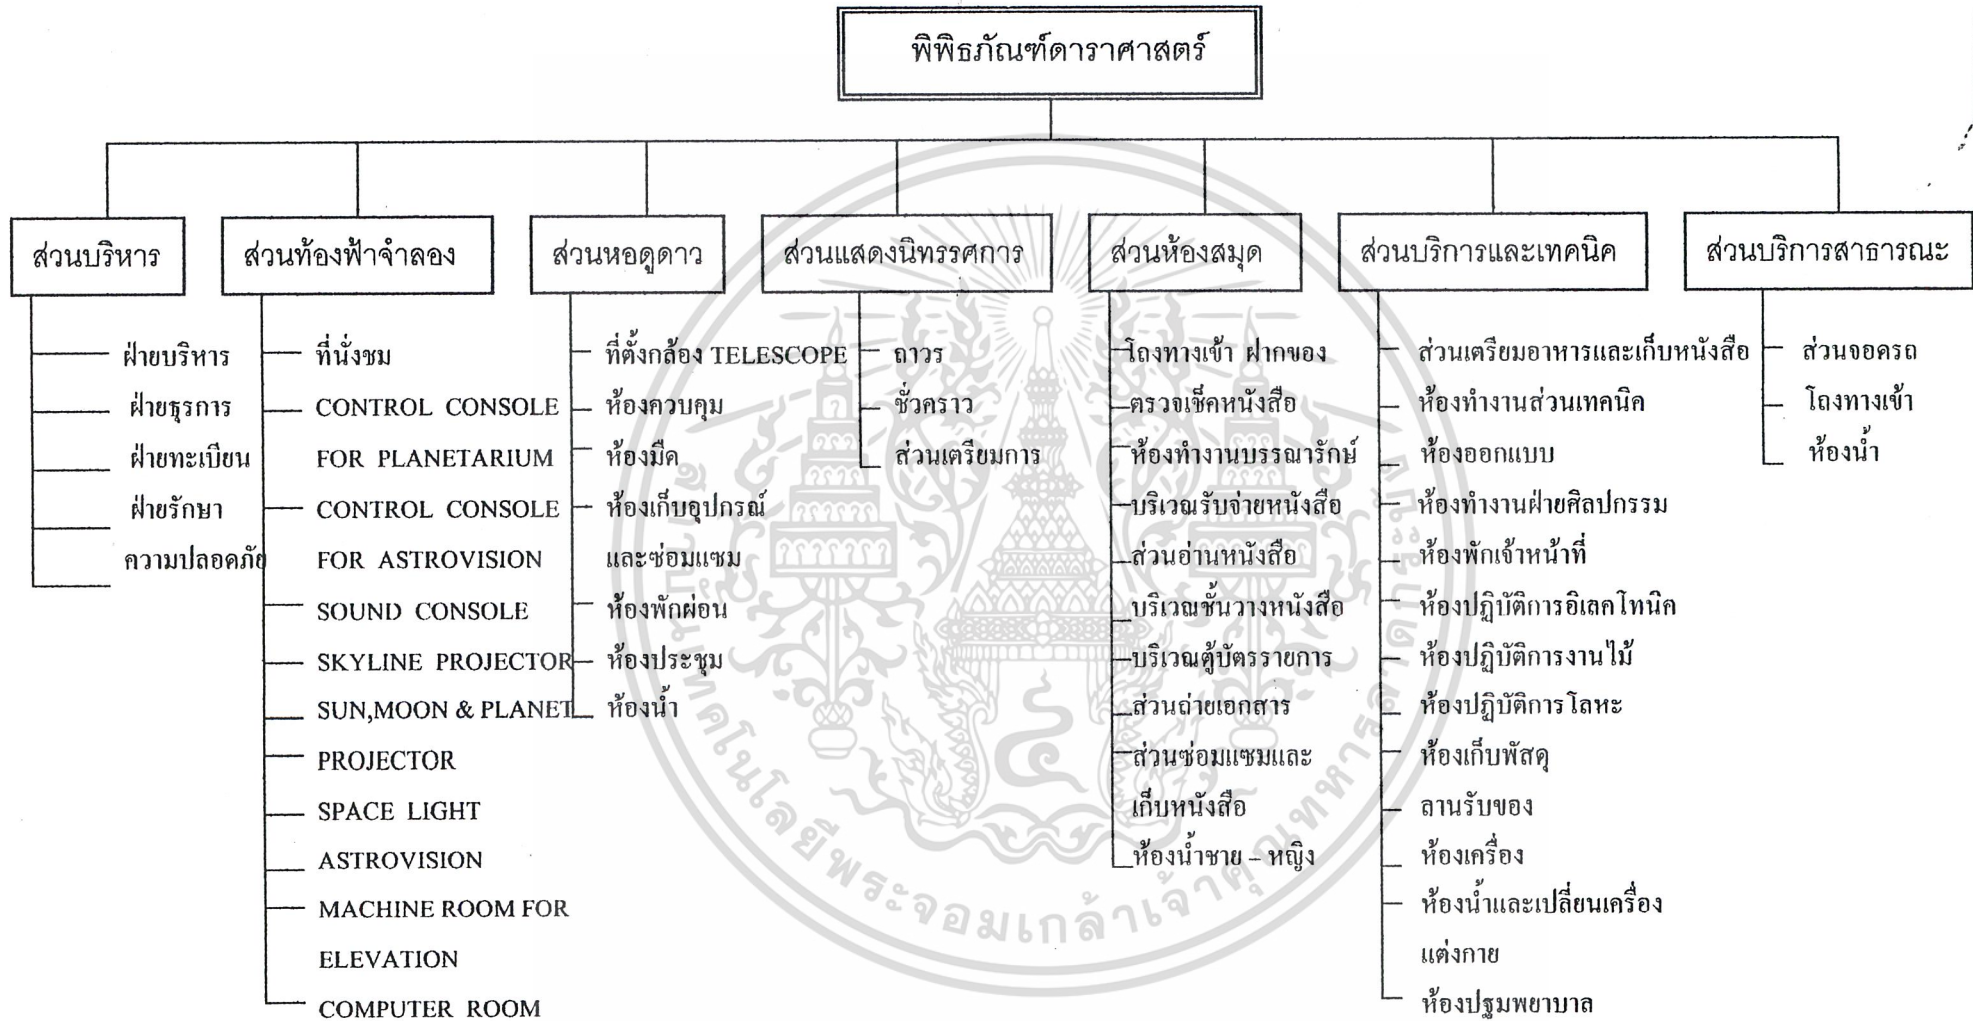 พิพิธภัณฑ์ดาราศาสตร์
ส่วนบริหาร
ฝ่ายบริหาร
ฝ่ายธุรการ
ฝ่ายทะเบียน
ฝ่ายรักษา
ความปลอดภัย
ส่วนท้องฟ้าจำลอง
ที่นั่งชม
CONTROL CONSOLE
FOR PLANETARIUM
CONTROL CONSOLE
FOR ASTROVISION
SOUND CONSOLE
SKYLINE PROJECTOR
SUN,MOON & PLANET
PROJECTOR
SPACE LIGHT
ASTROVISION
MACHINE ROOM FOR
ELEVATION
COMPUTER ROOM
ส่วนหอดูดาว
ที่ตั้งกล้อง TELESCOPE
ห้องควบคุม
ห้องมืด
ห้องเก็บอุปกรณ์
และซ่อมแซม
ห้องพักผ่อน
ห้องประชุม
ห้องน้ำ
ส่วนแสดงนิทรรศการ
ถาวร
ชั่วคราว
ส่วนเตรียมการ
ส่วนห้องสมุด
โถงทางเข้า ฝากของ
ตรวจเช็คหนังสือ
ห้องทำงานบรรณารักษ์
บริเวณรับจ่ายหนังสือ
ส่วนอ่านหนังสือ
บริเวณชั้นวางหนังสือ
บริเวณตู้บัตรรายการ
ส่วนถ่ายเอกสาร
ส่วนซ่อมแซมและ
เก็บหนังสือ
ห้องน้ำชาย – หญิง
ส่วนบริการและเทคนิค
ส่วนเตรียมอาหารและเก็บหนังสือ
ห้องทำงานส่วนเทคนิค
ห้องออกแบบ
ห้องทำงานฝ่ายศิลปกรรม
ห้องพักเจ้าหน้าที่
ห้องปฏิบัติการอิเลคโทนิค
ห้องปฏิบัติการงานไม้
ห้องปฏิบัติการโลหะ
ห้องเก็บพัสดุ
ลานรับของ
ห้องเครื่อง
ห้องน้ำและเปลี่ยนเครื่อง
แต่งกาย
ห้องปฐมพยาบาล
ส่วนบริการสาธารณะ
ส่วนจอดรถ
โถงทางเข้า
ห้องน้ำ